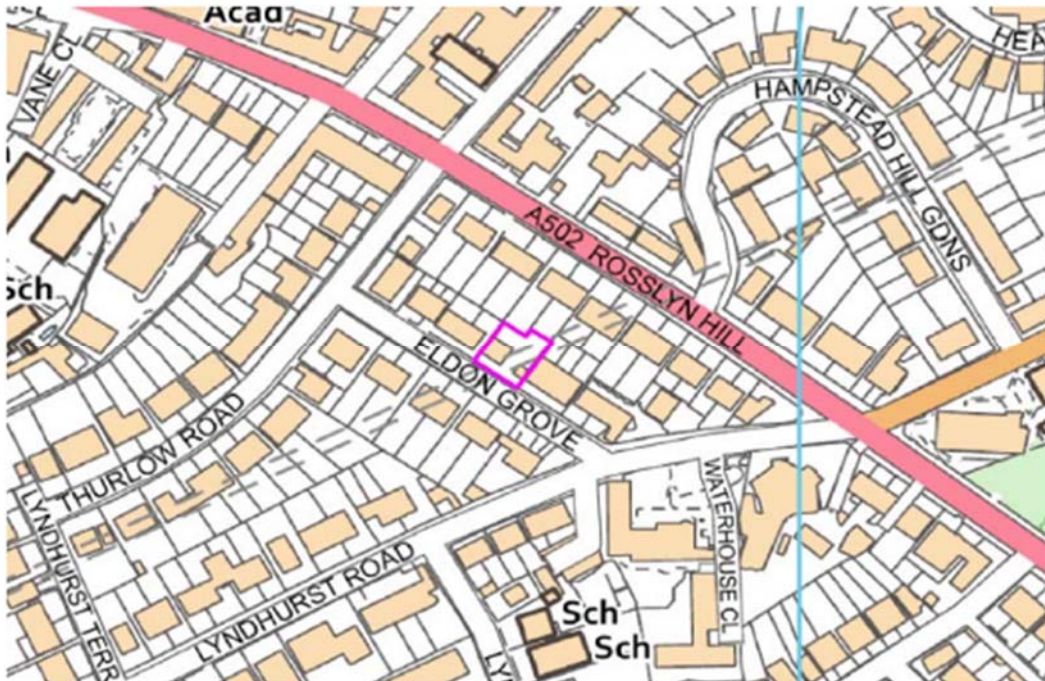 Acad
VANE CL
HEA
HAMPSTEAD HILL GDNS
A502 ROSSLYN HILL
Sch
ELDON GROVE
THURLOW ROAD
LYNDHURST TERR
LYNDHURST ROAD
WATERHOUSE CL
Sch
Sch
LY